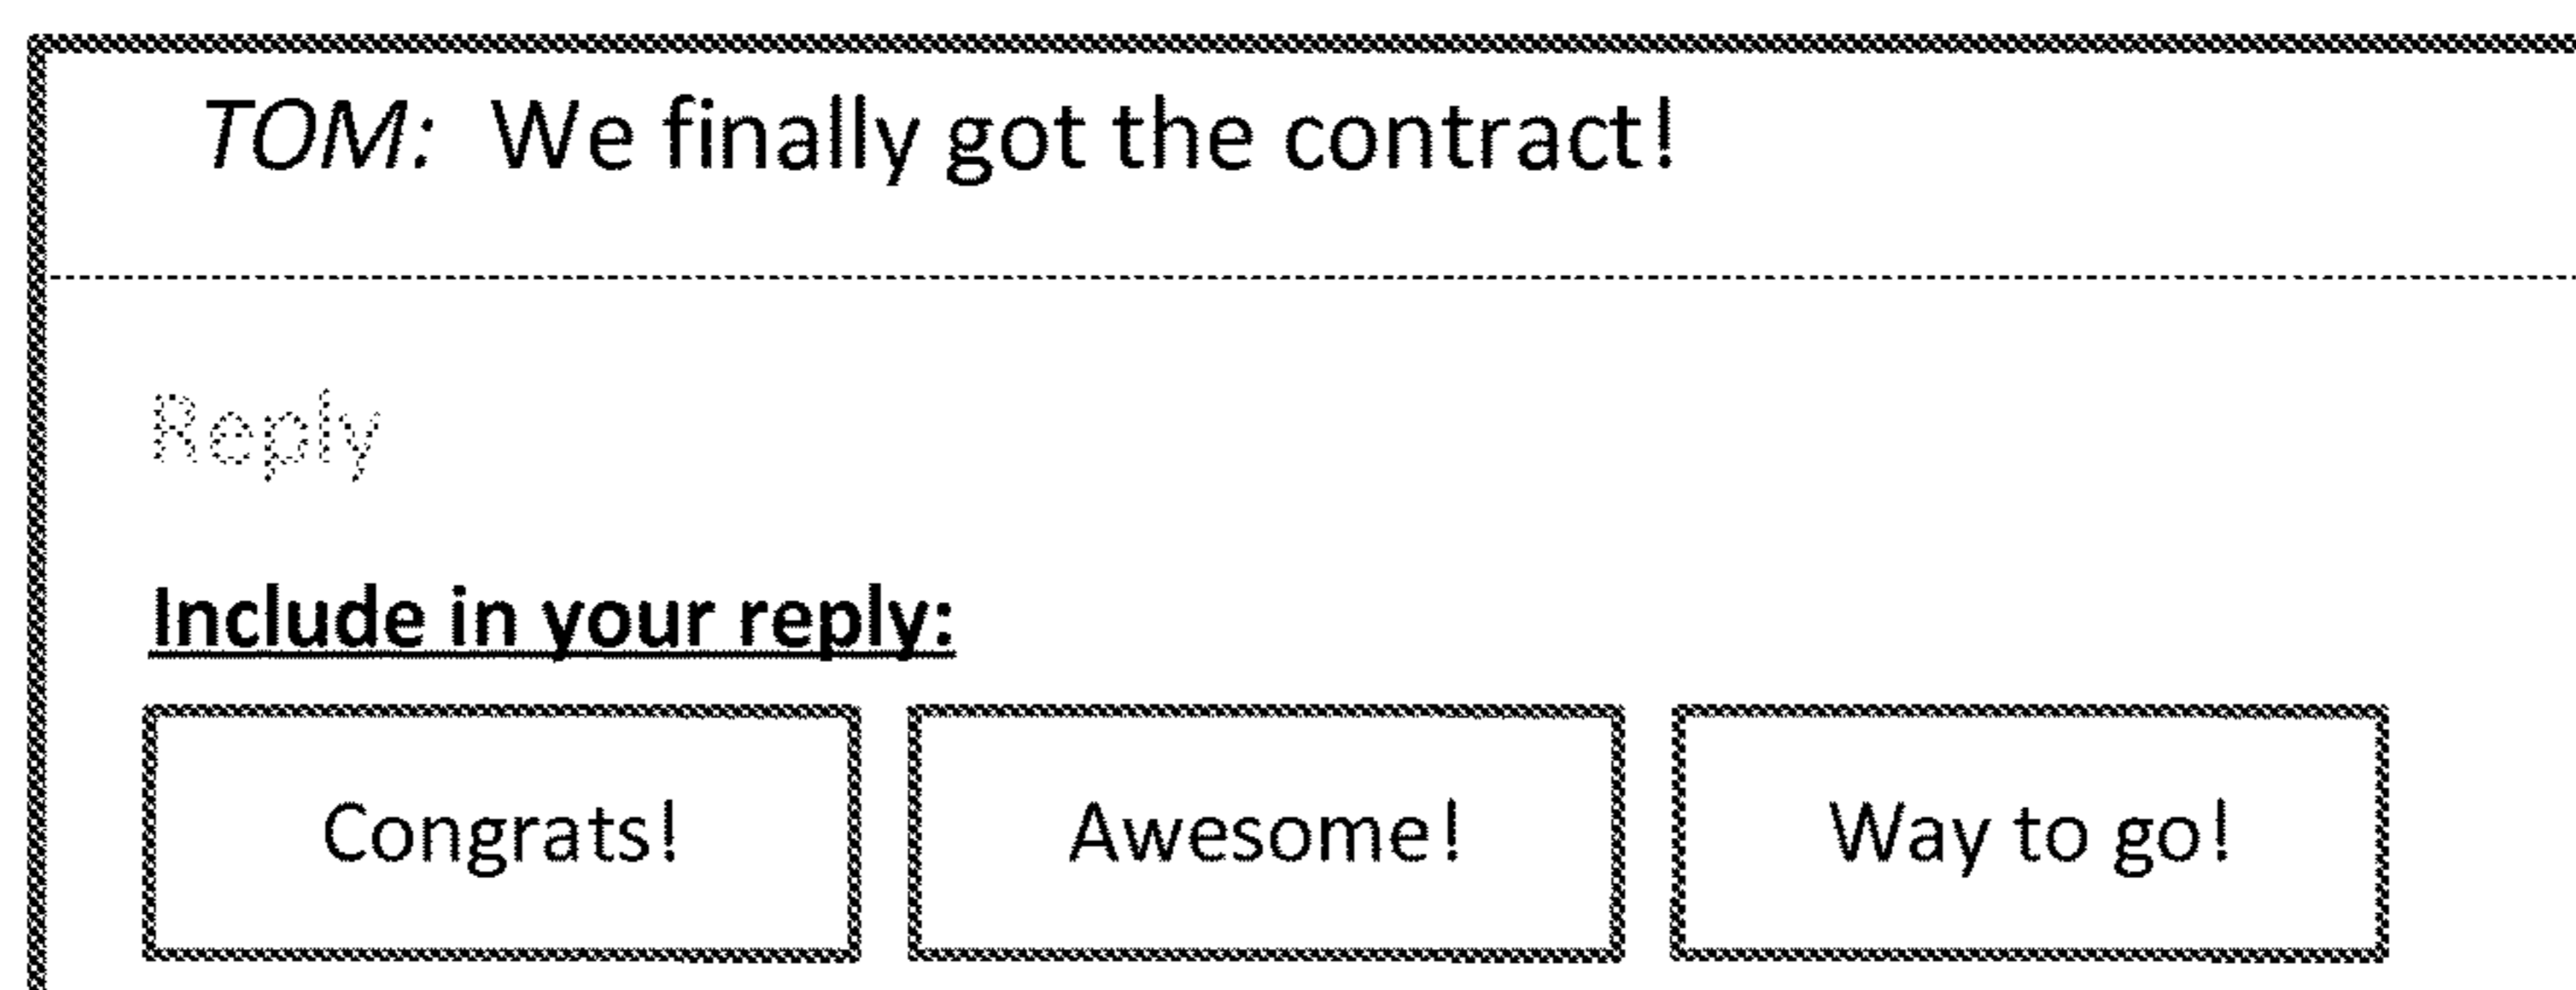 TOM: We finally got the contract!
Reply
Include in your reply:
Congrats! Awesome! Way to go!